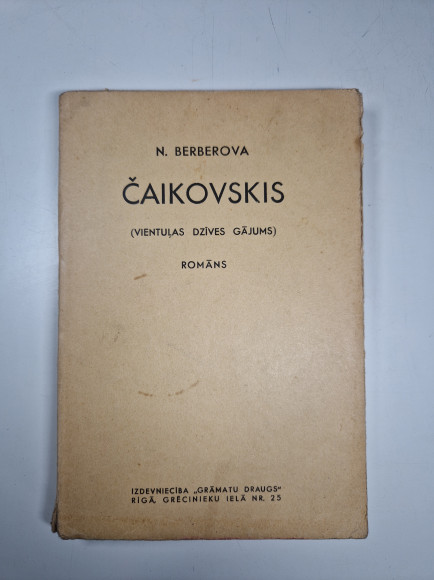 N. BERBEROVA
ČAIKOVSKIS
(VIENTUĻAS DZĪVES GĀJUMS)
ROMĀNS
IZDEVNIECĪBA „GRĀMATU DRAUGS“
RĪGĀ, GRĒCINIEKU IELĀ NR. 25